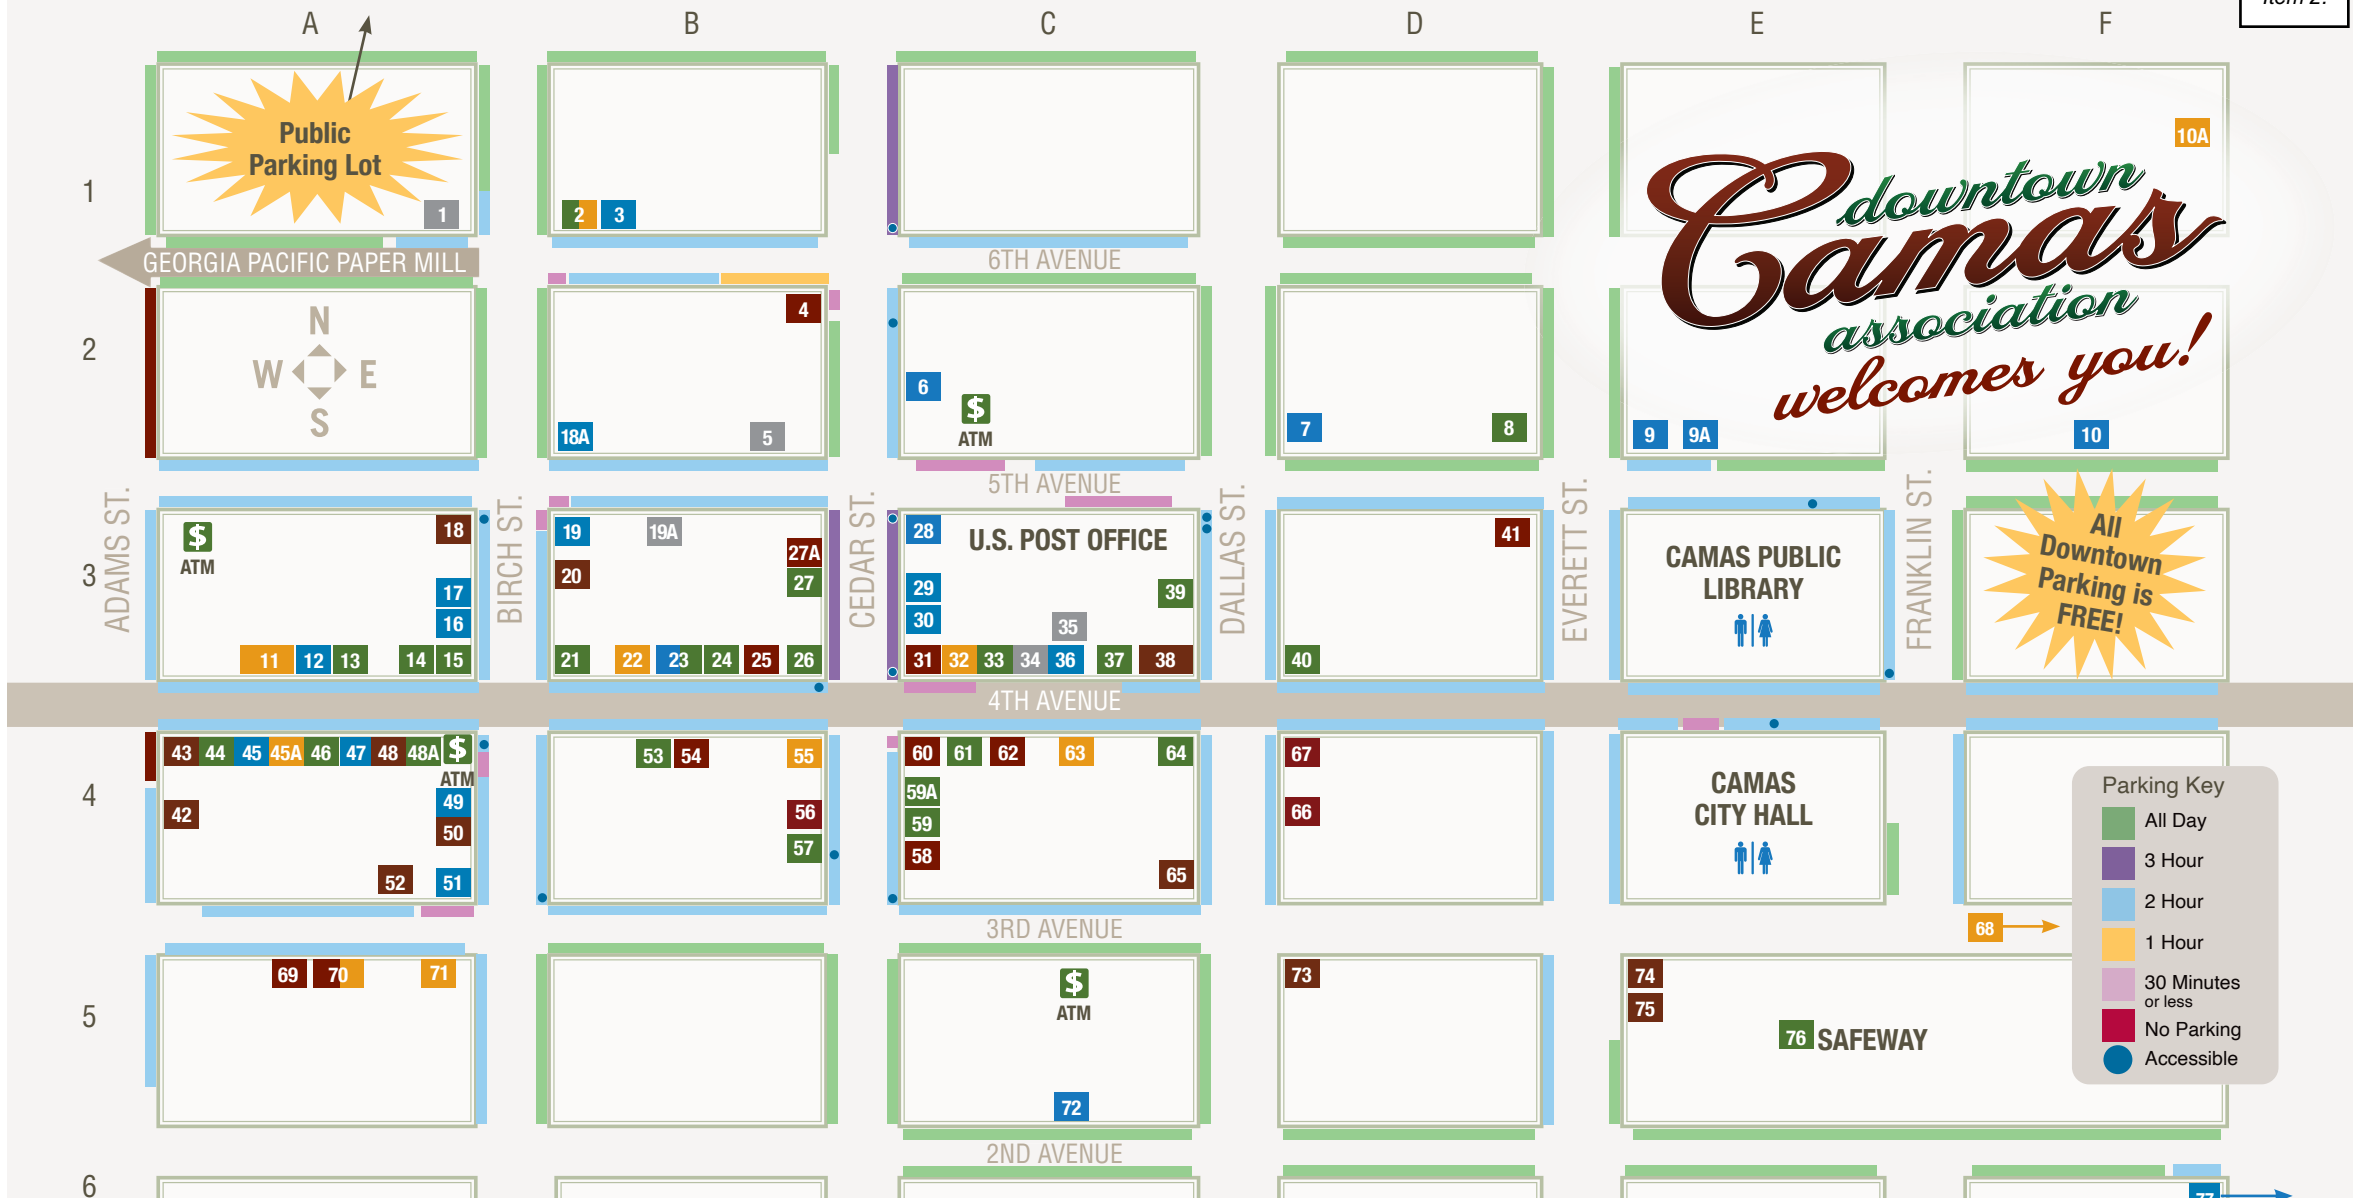 Item 2.
A
B
C
D
E
F
1
2
3
4
5
6
Public
Parking Lot
1
2
3
10A
downtown
Camas
association
welcomes you!
GEORGIA PACIFIC PAPER MILL
6TH AVENUE
N
W
E
S
4
18A
5
6
$
ATM
7
8
9
9A
10
5TH AVENUE
ADAMS ST.
BIRCH ST.
CEDAR ST.
DALLAS ST.
EVERETT ST.
FRANKLIN ST.
$
ATM
18
17
16
11
12
13
14
15
19
19A
20
27A
27
21
22
23
24
25
26
28
U.S. POST OFFICE
29
30
39
35
31
32
33
34
36
37
38
41
40
CAMAS PUBLIC
LIBRARY
All
Downtown
Parking is
FREE!
4TH AVENUE
43
44
45
45A
46
47
48
48A
$
ATM
42
49
50
52
51
53
54
55
56
57
60
61
62
63
64
59A
59
58
65
67
66
CAMAS
CITY HALL
3RD AVENUE
68
69
70
71
$
ATM
72
73
74
75
76
SAFEWAY
Parking Key
All Day
3 Hour
2 Hour
1 Hour
30 Minutes
or less
No Parking
Accessible
2ND AVENUE
77